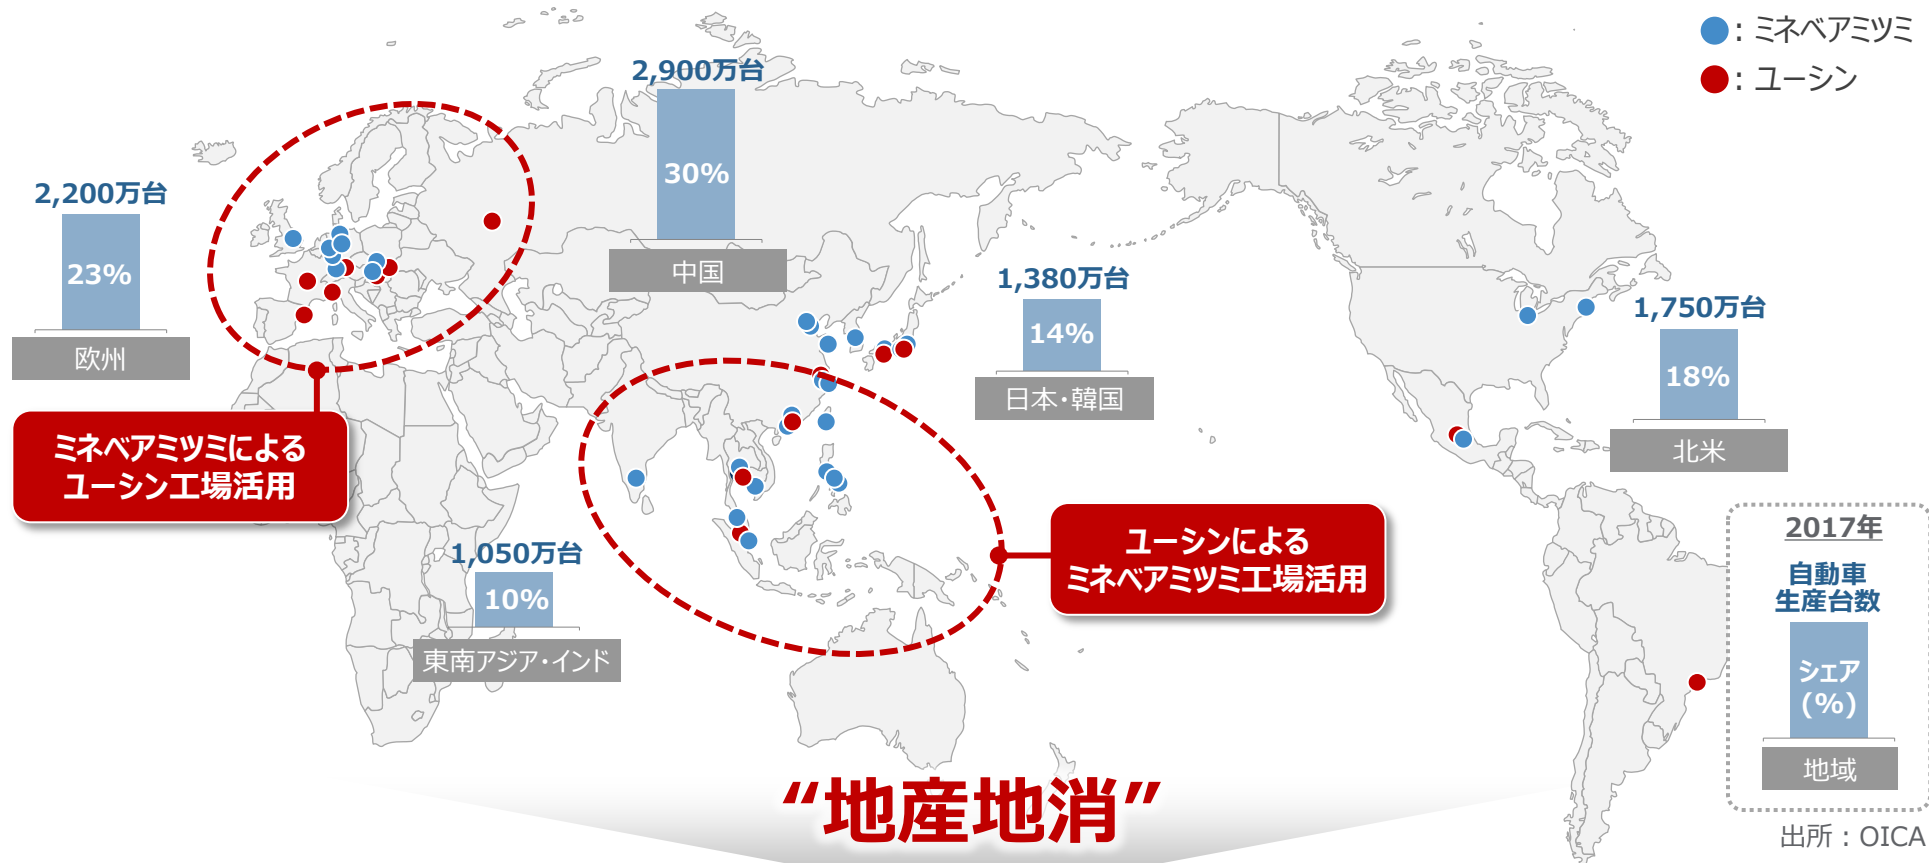 ：ミネベアミツミ
：ユーシン
2,900万台
30%
中国
2,200万台
23%
欧州
1,380万台
14%
日本・韓国
1,750万台
18%
北米
ミネベアミツミによる
ユーシン工場活用
ユーシンによる
ミネベアミツミ工場活用
1,050万台
10%
東南アジア・インド
2017年
自動車
生産台数
シェア
(%)
地域
“地産地消”
出所：OICA